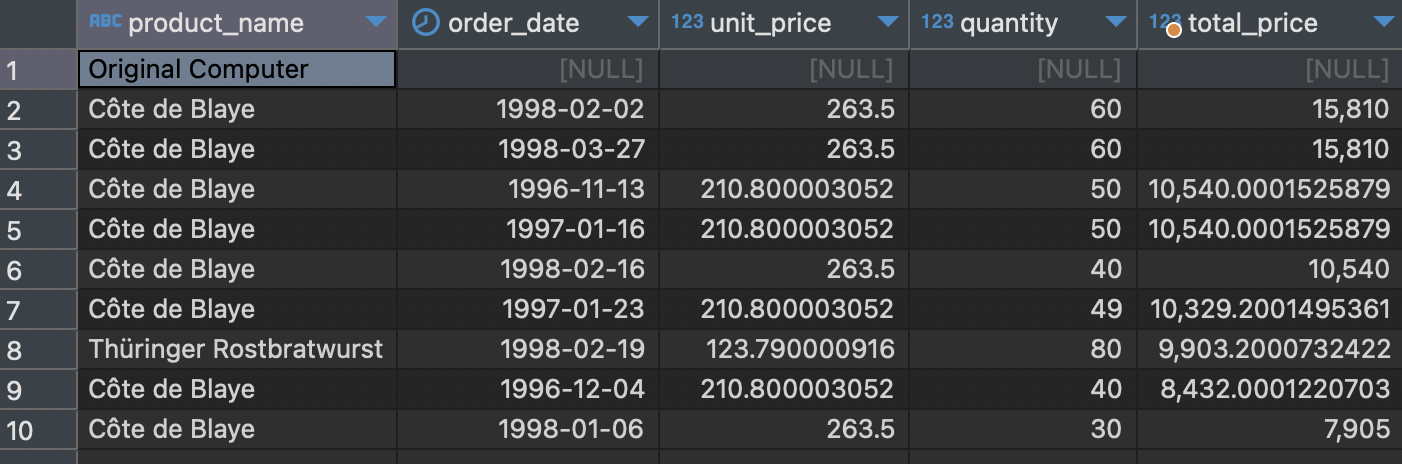 ABC product_name order_date 123 unit_price 123 quantity 123 total_price
1 Original Computer [NULL] [NULL] [NULL] [NULL]
2 Côte de Blaye 1998-02-02 263.5 60 15,810
3 Côte de Blaye 1998-03-27 263.5 60 15,810
4 Côte de Blaye 1996-11-13 210.800003052 50 10,540.0001525879
5 Côte de Blaye 1997-01-16 210.800003052 50 10,540.0001525879
6 Côte de Blaye 1998-02-16 263.5 40 10,540
7 Côte de Blaye 1997-01-23 210.800003052 49 10,329.2001495361
8 Thüringer Rostbratwurst 1998-02-19 123.790000916 80 9,903.2000732422
9 Côte de Blaye 1996-12-04 210.800003052 40 8,432.0001220703
10 Côte de Blaye 1998-01-06 263.5 30 7,905